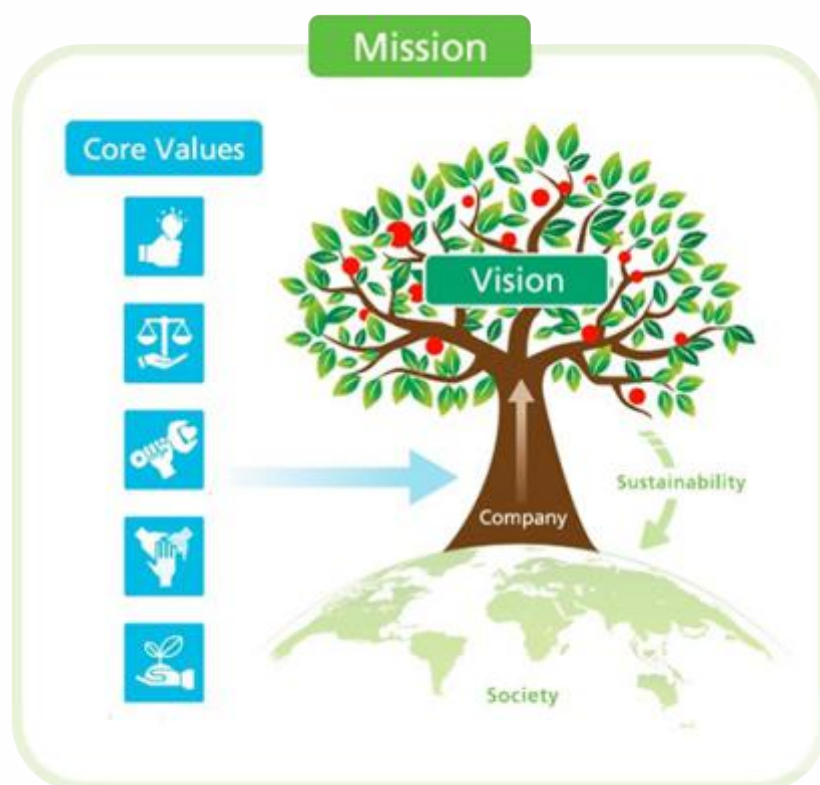 Mission
Core Values
Vision
Sustainability
Company
Society